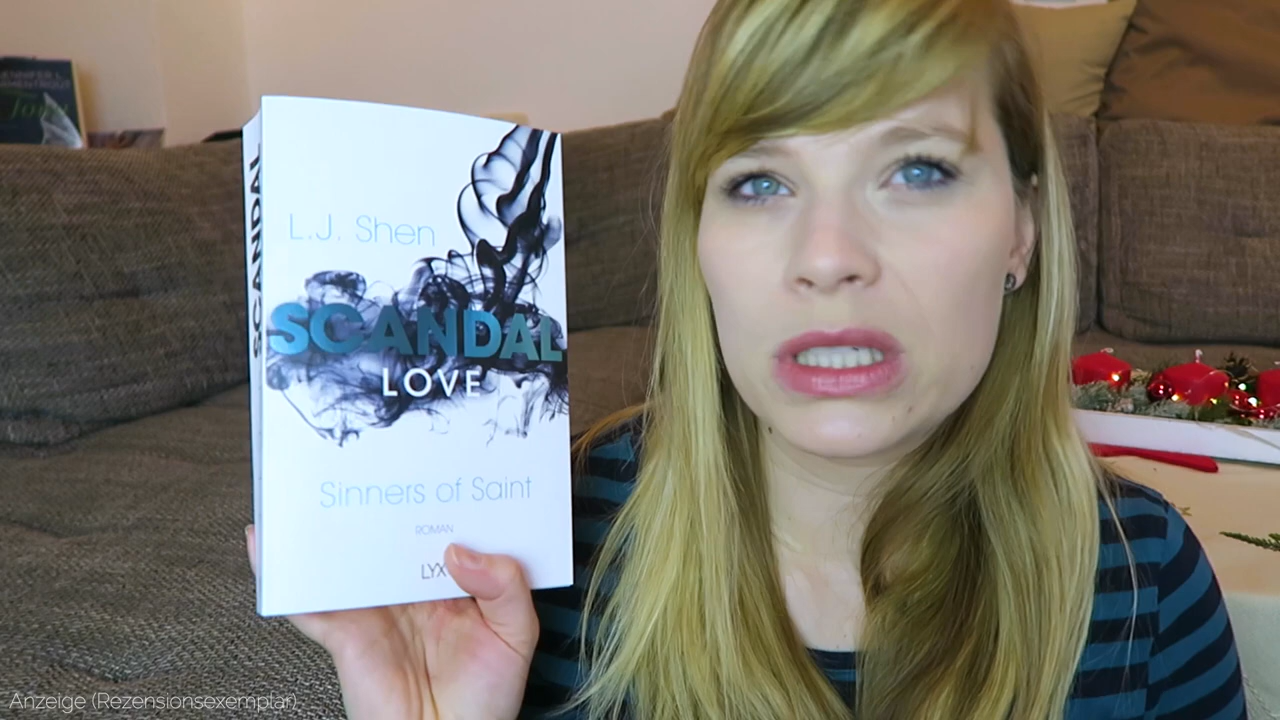 SCANDAL
L.J. Shen
SCANDAL
LOVE
Sinners of Saint
ROMAN
LYX
Anzeige (Rezensionsexemplar)